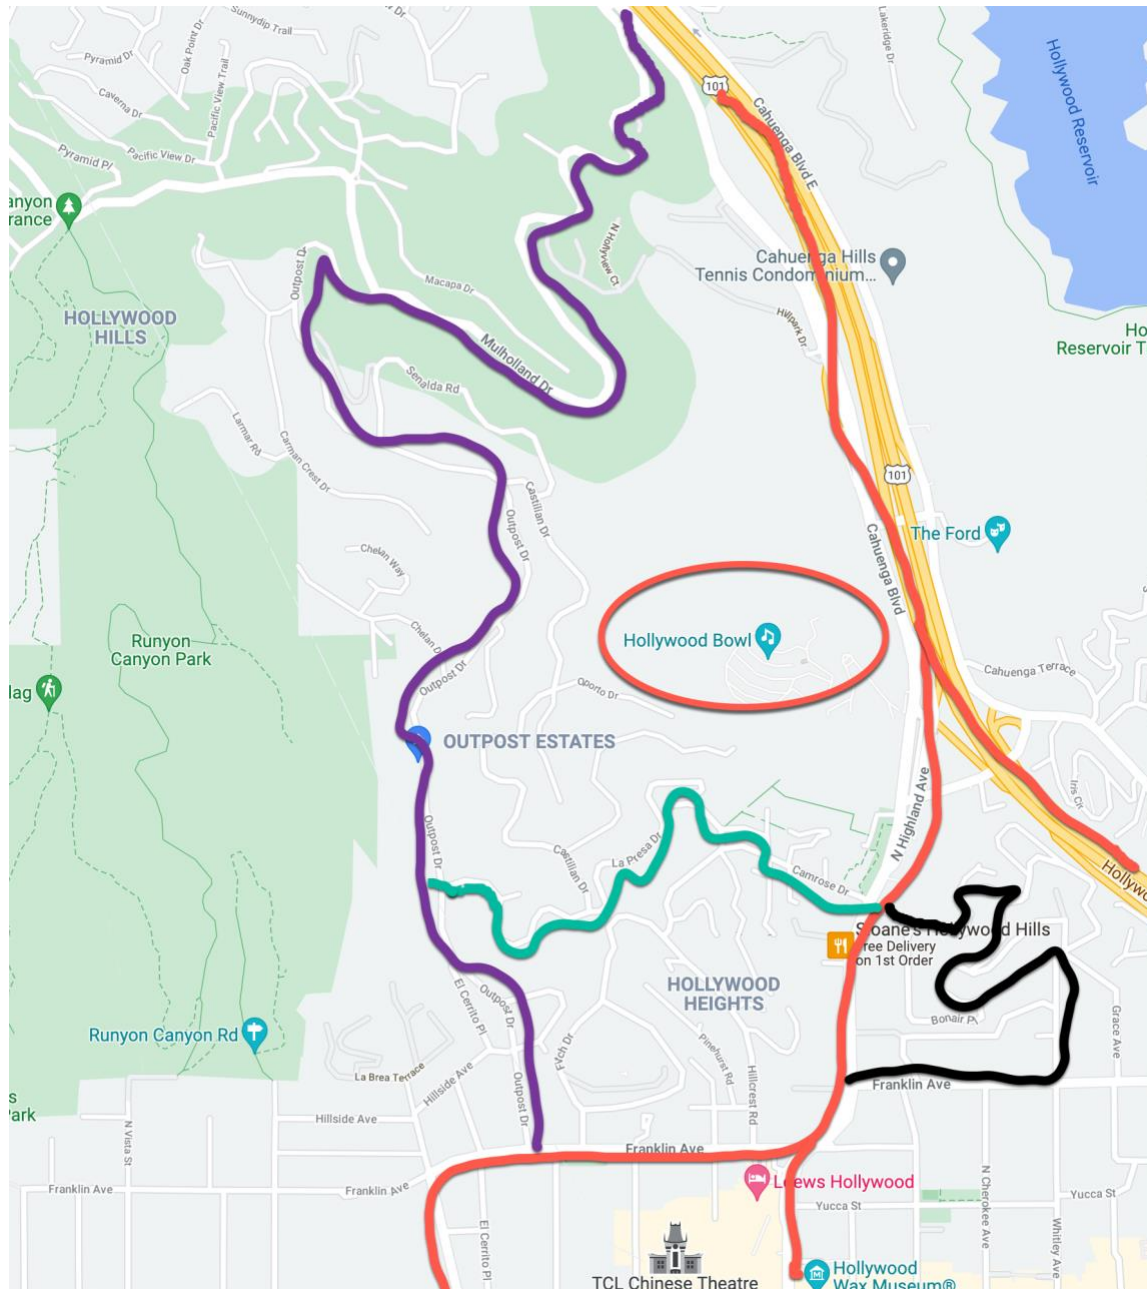 Sunnydip Trail
Oak Point Dr
Pyramid Dr
Pacific View Trail
Lakeridge Dr
Hollywood
Reservoir
101
Cahuenga Blvd E
Caverna Dr
Pacific View Dr
Pyramid Pl
anyon
rance
N Hollyview Ct
Cahuenga Hills
Tennis Condominium...
Outpost Dr
Macapa Dr
HOLLYWOOD
HILLS
Hillpark Dr
Ho
Reservoir T
Mulholland Dr
Senalda Rd
Larmar Rd
Carman Crest Dr
101
Castilian Dr
Outpost Dr
The Ford
Cahuenga Blvd
Chelan Way
Chelan D
Runyon
Canyon Park
Hollywood Bowl
Outpost Dr
Cahuenga Terrace
lag
Oporto Dr
OUTPOST ESTATES
N Highland Ave
Iris Cir
Outpost Dr
Castilian Dr
La Presa Dr
Camrose Dr
Hollywo
Sloane's Hollywood Hills
Free Delivery
on 1st Order
HOLLYWOOD
HEIGHTS
El Cerrito Pl
Outpost Dr
Bonair Pl
Grace Ave
Runyon Canyon Rd
La Brea Terrace
Hillside Ave
Outpost Dr
Pinehurst Rd
Hillcrest Rd
Franklin Ave
s
Park
N Vista St
Hillside Ave
Franklin Ave
Franklin Ave
Franklin Ave
Loews Hollywood
Yucca St
Yucca St
N Cherokee Ave
Whitley Ave
El Cerrito Pl
TCL Chinese Theatre
Hollywood
Wax Museum®